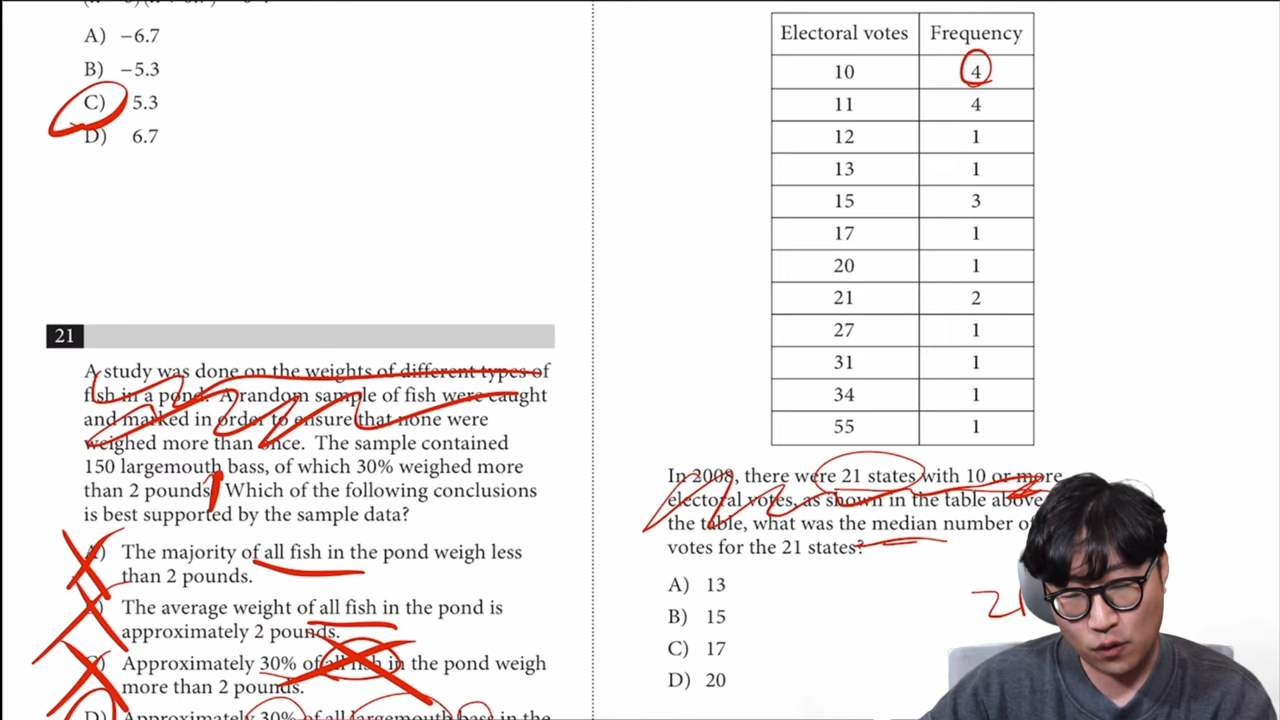 A) −6.7
B) −5.3
C) 5.3
D) 6.7
21
A study was done on the weights of different types of
fish in a pond. A random sample of fish were caught
and marked in order to ensure that none were
weighed more than once. The sample contained
150 largemouth bass, of which 30% weighed more
than 2 pounds. Which of the following conclusions
is best supported by the sample data?
A) The majority of all fish in the pond weigh less
than 2 pounds.
The average weight of all fish in the pond is
approximately 2 pounds.
C) Approximately 30% of all fish in the pond weigh
more than 2 pounds.
D) Approximately 30% of all largemouth bass in the
Electoral votes Frequency
10 4
11 4
12 1
13 1
15 3
17 1
20 1
21 2
27 1
31 1
34 1
55 1
In 2008, there were 21 states with 10 or more
electoral votes, as shown in the table above
the table, what was the median number of
votes for the 21 states?
A) 13
B) 15
C) 17
D) 20
21